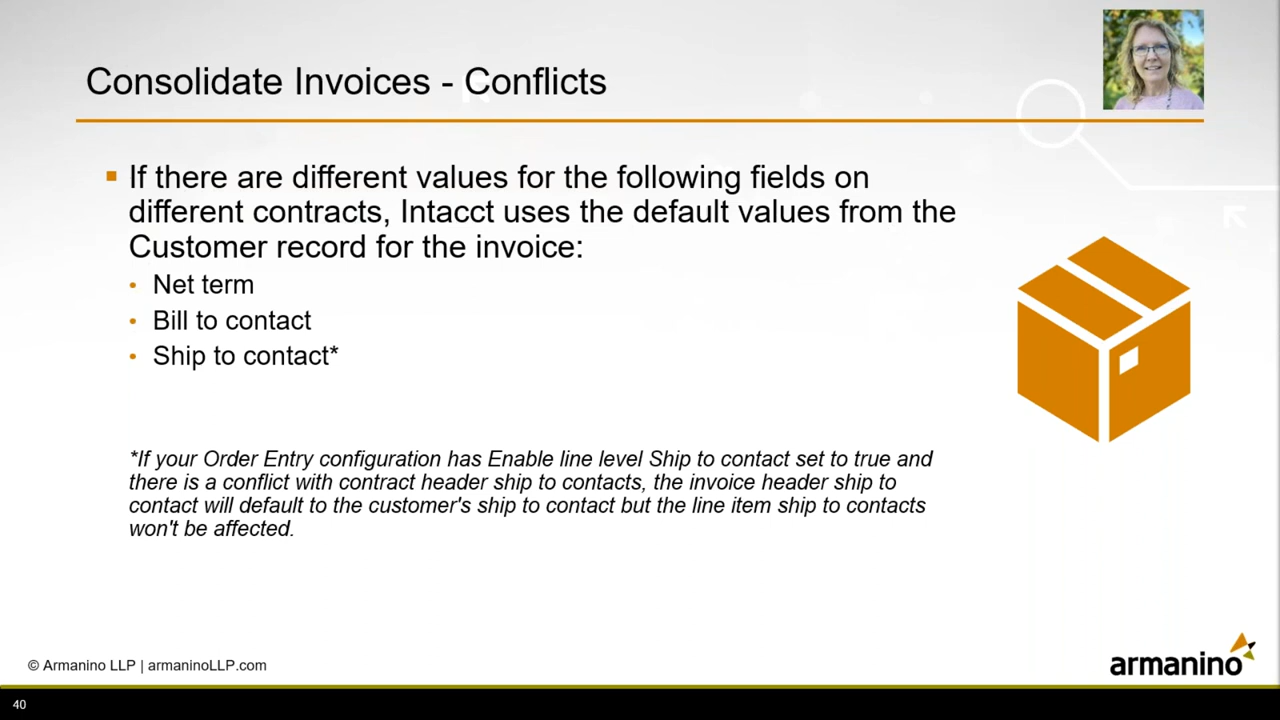 Consolidate Invoices - Conflicts
If there are different values for the following fields on
different contracts, Intacct uses the default values from the
Customer record for the invoice:
Net term
Bill to contact
Ship to contact*
*If your Order Entry configuration has Enable line level Ship to contact set to true and
there is a conflict with contract header ship to contacts, the invoice header ship to
contact will default to the customer's ship to contact but the line item ship to contacts
won't be affected.
© Armanino LLP | armaninoLLP.com
armanino
40